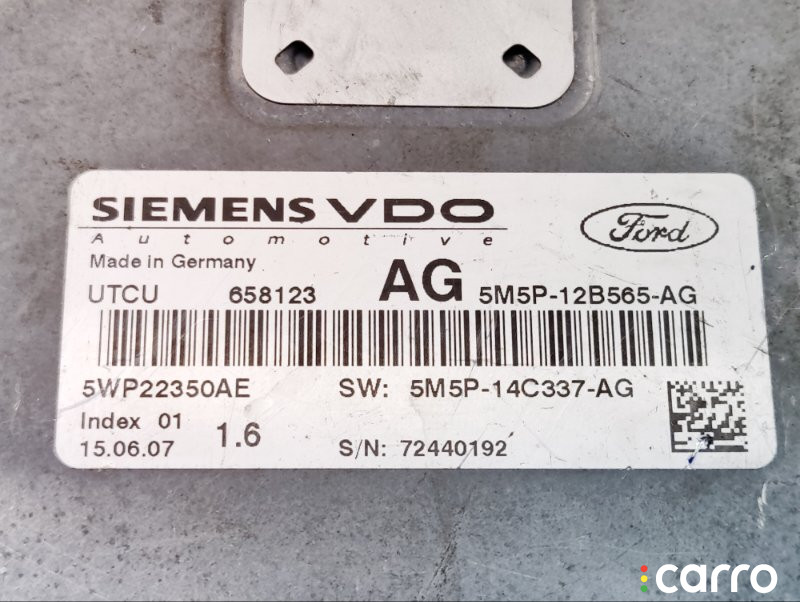 SIEMENS VDO
Automotive
Ford
Made in Germany
AG
UTCU 658123 5M5P-12B565-AG
5WP22350AE SW: 5M5P-14C337-AG
Index 01
15.06.07 1.6 S/N: 72440192
carro